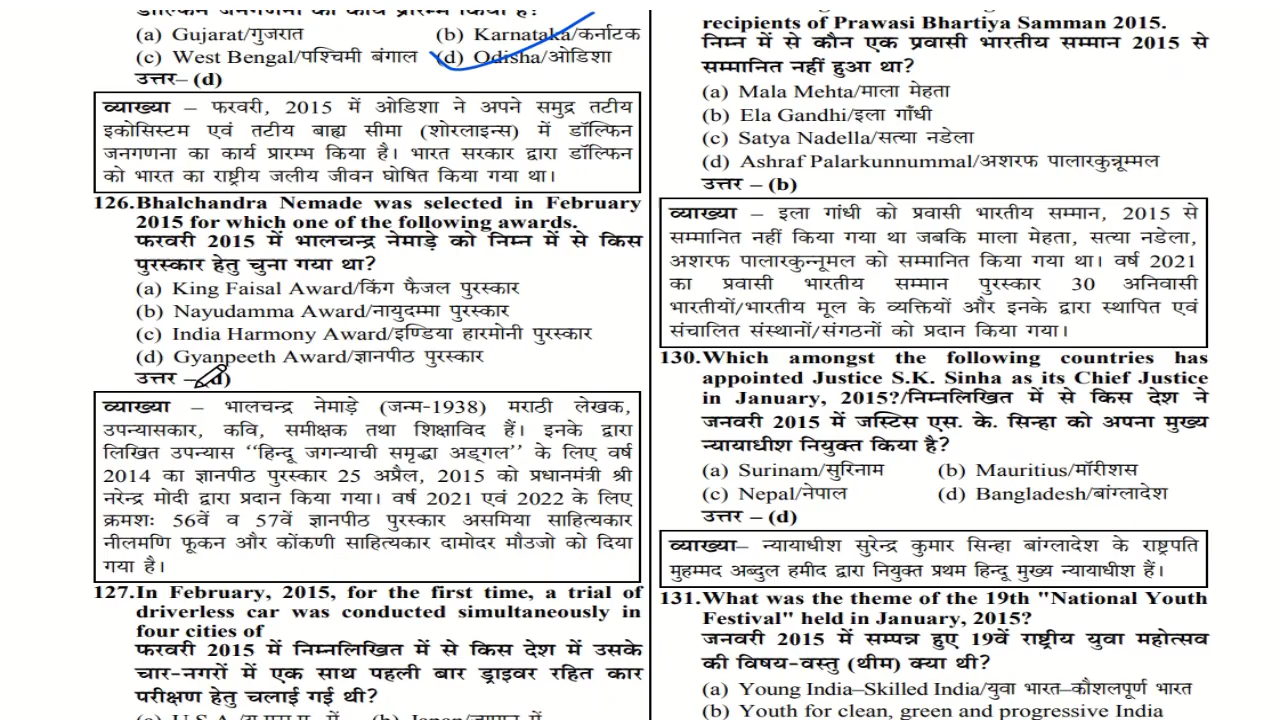 (a) Gujarat/गुजरात (b) Karnataka/कर्नाटक
(c) West Bengal/पश्चिमी बंगाल (d) Odisha/ओडिशा
उत्तर– (d)
व्याख्या – फरवरी, 2015 में ओडिशा ने अपने समुद्र तटीय
इकोसिस्टम एवं तटीय बाह्य सीमा (शोरलाइन्स) में डॉल्फिन
जनगणना का कार्य प्रारम्भ किया है। भारत सरकार द्वारा डॉल्फिन
को भारत का राष्ट्रीय जलीय जीवन घोषित किया गया था।
126.Bhalchandra Nemade was selected in February
2015 for which one of the following awards.
फरवरी 2015 में भालचन्द्र नेमाड़े को निम्न में से किस
पुरस्कार हेतु चुना गया था?
(a) King Faisal Award/किंग फैजल पुरस्कार
(b) Nayudamma Award/नायुदम्मा पुरस्कार
(c) India Harmony Award/इण्डिया हारमोनी पुरस्कार
(d) Gyanpeeth Award/ज्ञानपीठ पुरस्कार
उत्तर –(d)
व्याख्या – भालचन्द्र नेमाड़े (जन्म-1938) मराठी लेखक,
उपन्यासकार, कवि, समीक्षक तथा शिक्षाविद हैं। इनके द्वारा
लिखित उपन्यास ''हिन्दू जगन्याची समृद्धा अड्गल'' के लिए वर्ष
2014 का ज्ञानपीठ पुरस्कार 25 अप्रैल, 2015 को प्रधानमंत्री श्री
नरेन्द्र मोदी द्वारा प्रदान किया गया। वर्ष 2021 एवं 2022 के लिए
क्रमशः 56वें व 57वें ज्ञानपीठ पुरस्कार असमिया साहित्यकार
नीलमणि फूकन और कोंकणी साहित्यकार दामोदर मौउजो को दिया
गया है।
127.In February, 2015, for the first time, a trial of
driverless car was conducted simultaneously in
four cities of
फरवरी 2015 में निम्नलिखित में से किस देश में उसके
चार-नगरों में एक साथ पहली बार ड्राइवर रहित कार
परीक्षण हेतु चलाई गई थी?
recipients of Prawasi Bhartiya Samman 2015.
निम्न में से कौन एक प्रवासी भारतीय सम्मान 2015 से
सम्मानित नहीं हुआ था?
(a) Mala Mehta/माला मेहता
(b) Ela Gandhi/इला गाँधी
(c) Satya Nadella/सत्या नडेला
(d) Ashraf Palarkunnummal/अशरफ पालारकुन्नूम्मल
उत्तर –(b)
व्याख्या – इला गांधी को प्रवासी भारतीय सम्मान, 2015 से
सम्मानित नहीं किया गया था जबकि माला मेहता, सत्या नडेला,
अशरफ पालारकुन्नूमल को सम्मानित किया गया था। वर्ष 2021
का प्रवासी भारतीय सम्मान पुरस्कार 30 अनिवासी
भारतीयों/भारतीय मूल के व्यक्तियों और इनके द्वारा स्थापित एवं
संचालित संस्थानों/संगठनों को प्रदान किया गया।
130.Which amongst the following countries has
appointed Justice S.K. Sinha as its Chief Justice
in January, 2015?/निम्नलिखित में से किस देश ने
जनवरी 2015 में जस्टिस एस. के. सिन्हा को अपना मुख्य
न्यायाधीश नियुक्त किया है?
(a) Surinam/सुरिनाम (b) Mauritius/मॉरीशस
(c) Nepal/नेपाल (d) Bangladesh/बांग्लादेश
उत्तर –(d)
व्याख्या– न्यायाधीश सुरेन्द्र कुमार सिन्हा बांग्लादेश के राष्ट्रपति
मुहम्मद अब्दुल हमीद द्वारा नियुक्त प्रथम हिन्दू मुख्य न्यायाधीश हैं।
131.What was the theme of the 19th "National Youth
Festival" held in January, 2015?
जनवरी 2015 में सम्पन्न हुए 19वें राष्ट्रीय युवा महोत्सव
की विषय-वस्तु (थीम) क्या थी?
(a) Young India–Skilled India/युवा भारत–कौशलपूर्ण भारत
(b) Youth for clean, green and progressive India